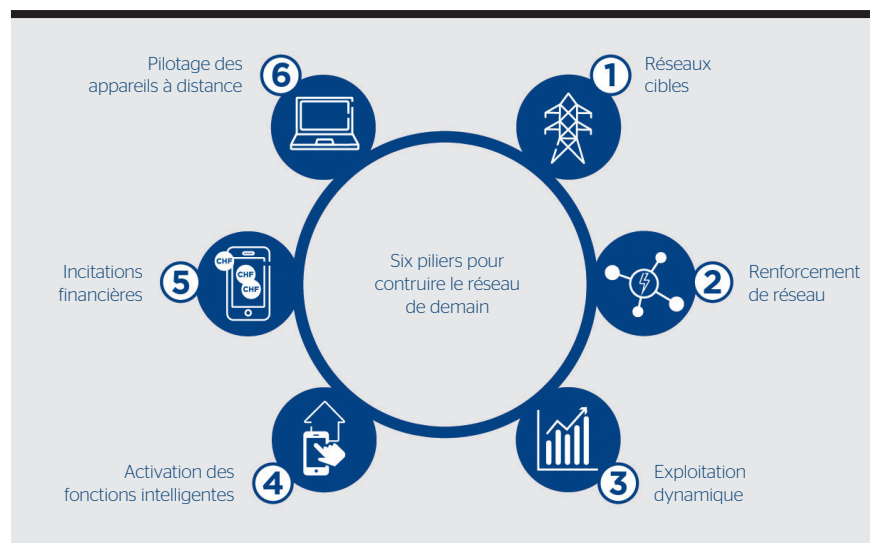 Six piliers pour
contruire le réseau
de demain
1
Réseaux
cibles
2
Renforcement
de réseau
3
Exploitation
dynamique
4
Activation des
fonctions intelligentes
5
Incitations
financières
CHF
CHF
CHF
6
Pilotage des
appareils à distance